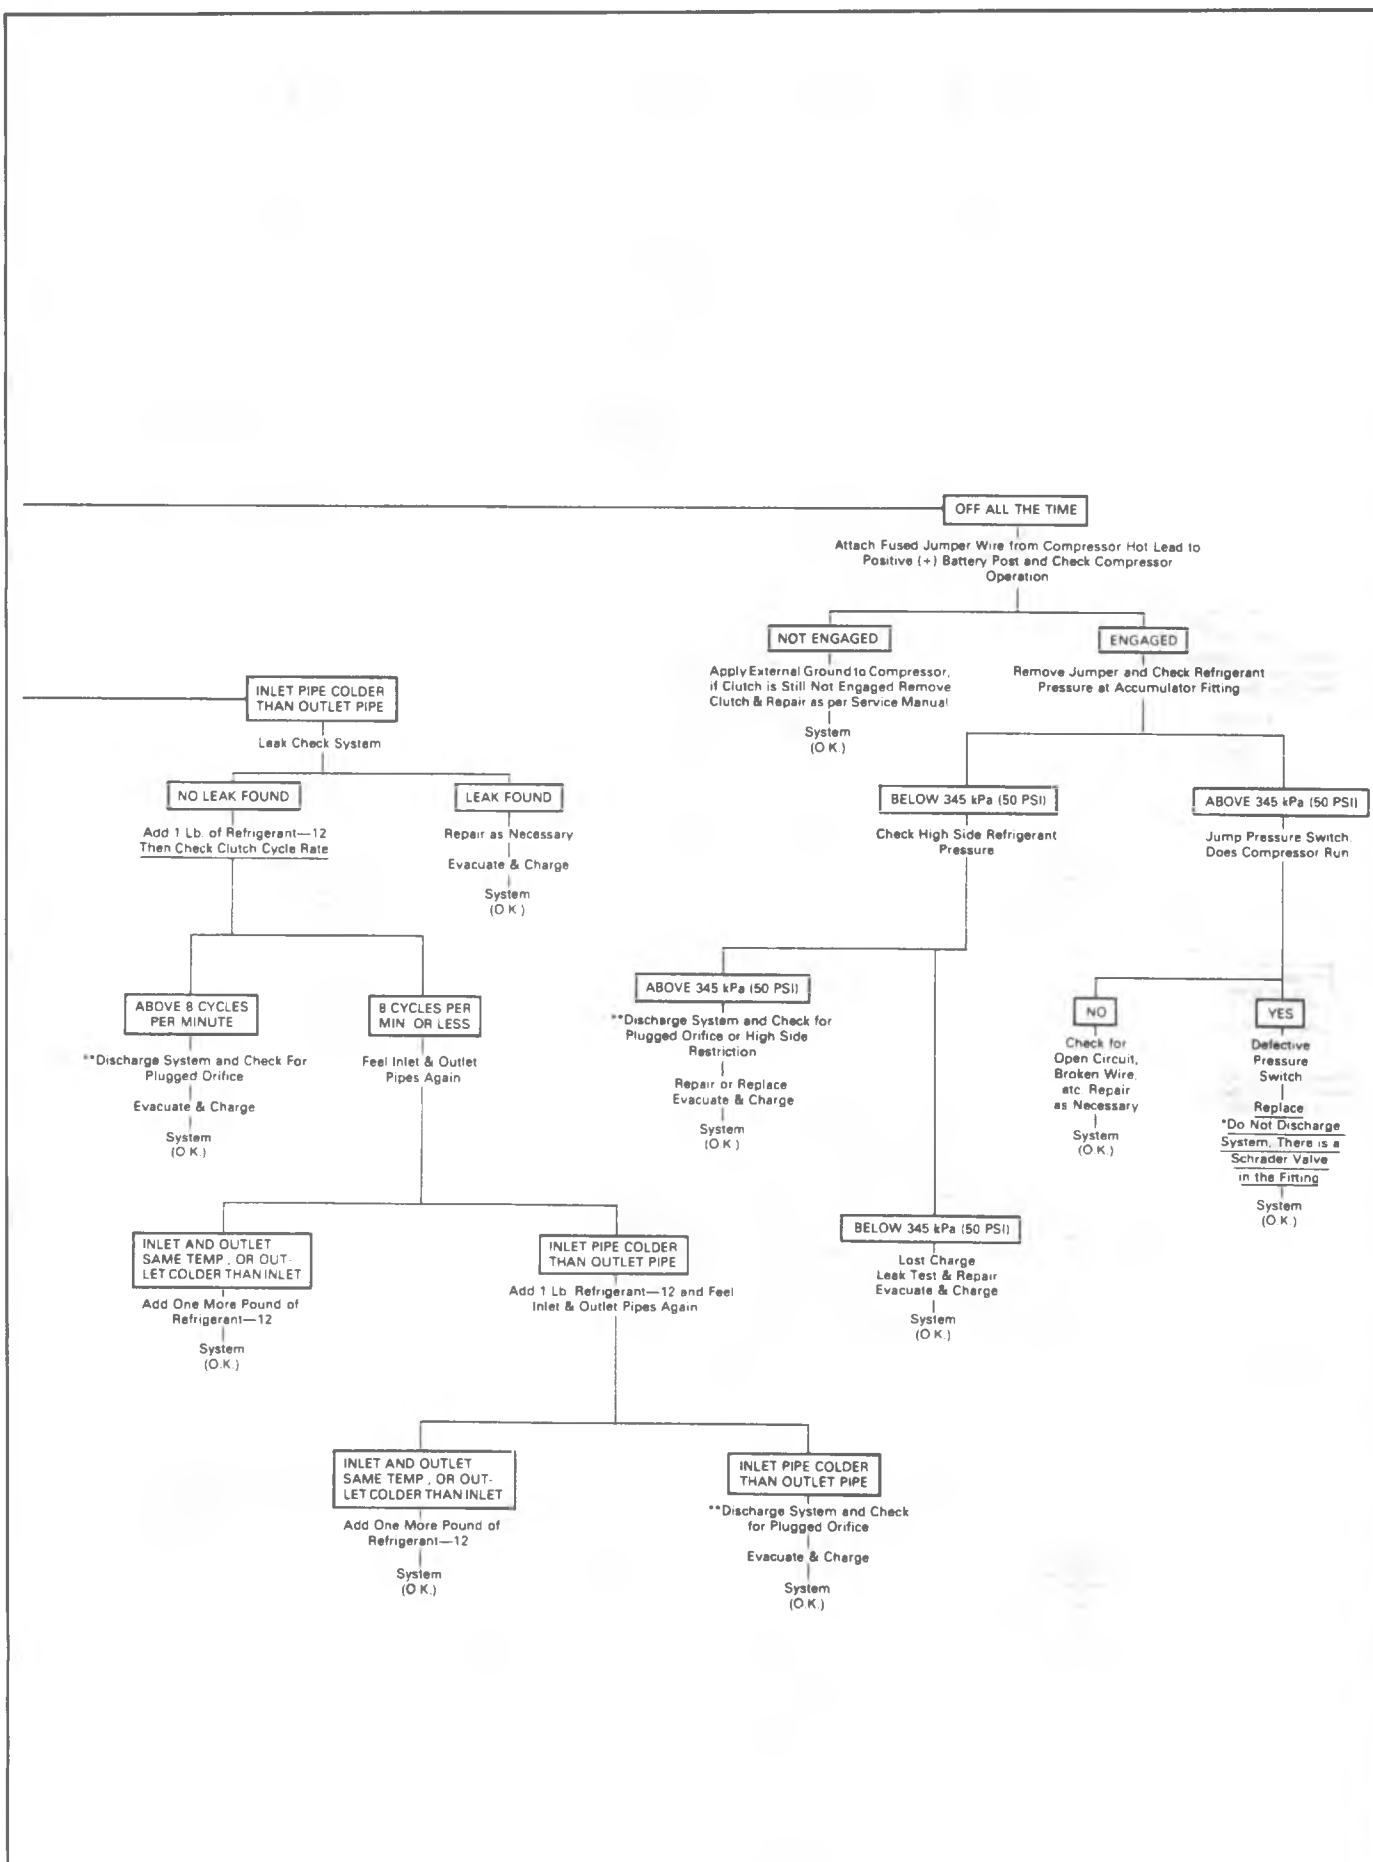 OFF ALL THE TIME
Attach Fused Jumper Wire from Compressor Hot Lead to
Positive (+) Battery Post and Check Compressor
Operation
NOT ENGAGED
Apply External Ground to Compressor,
if Clutch is Still Not Engaged Remove
Clutch & Repair as per Service Manual
System
(O K.)
ENGAGED
Remove Jumper and Check Refrigerant
Pressure at Accumulator Fitting
INLET PIPE COLDER
THAN OUTLET PIPE
Leak Check System
NO LEAK FOUND
Add 1 Lb. of Refrigerant—12
Then Check Clutch Cycle Rate
LEAK FOUND
Repair as Necessary
Evacuate & Charge
System
(O K)
BELOW 345 kPa (50 PSI)
Check High Side Refrigerant
Pressure
ABOVE 345 kPa (50 PSI)
Jump Pressure Switch.
Does Compressor Run
ABOVE 8 CYCLES
PER MINUTE
**Discharge System and Check For
Plugged Orifice
Evacuate & Charge
System
(O K.)
8 CYCLES PER
MIN OR LESS
Feel Inlet & Outlet
Pipes Again
ABOVE 345 kPa (50 PSI)
**Discharge System and Check for
Plugged Orifice or High Side
Restriction
Repair or Replace
Evacuate & Charge
System
(O.K.)
NO
Check for
Open Circuit,
Broken Wire,
etc. Repair
as Necessary
System
(O K.)
YES
Defective
Pressure
Switch
Replace
*Do Not Discharge
System, There is a
Schrader Valve
in the Fitting
System
(O.K.)
INLET AND OUTLET
SAME TEMP , OR OUT-
LET COLDER THAN INLET
Add One More Pound of
Refrigerant—12
System
(O.K.)
INLET PIPE COLDER
THAN OUTLET PIPE
Add 1 Lb. Refrigerant—12 and Feel
Inlet & Outlet Pipes Again
BELOW 345 kPa (50 PSI)
Lost Charge
Leak Test & Repair
Evacuate & Charge
System
(O K.)
INLET AND OUTLET
SAME TEMP , OR OUT-
LET COLDER THAN INLET
Add One More Pound of
Refrigerant—12
System
(O K.)
INLET PIPE COLDER
THAN OUTLET PIPE
**Discharge System and Check
for Plugged Orifice
Evacuate & Charge
System
(O.K.)